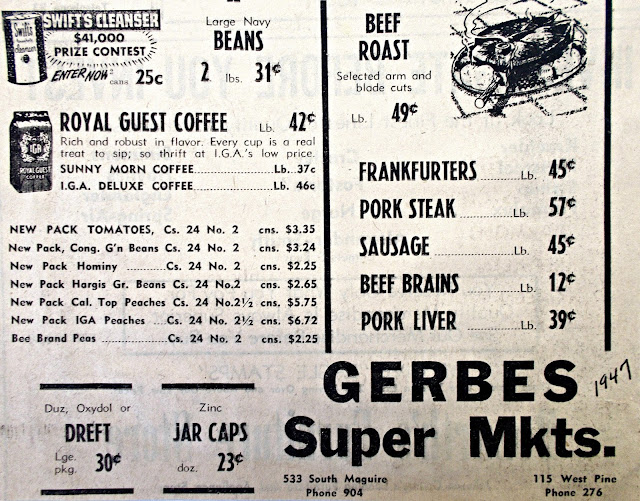 SWIFT'S CLEANSER
Swift's
cleanser
$41,000
PRIZE CONTEST
ENTER NOW cans 25c
Large Navy
BEANS
2 lbs. 31¢
ROYAL GUEST COFFEE Lb. 42¢
Rich and robust in flavor. Every cup is a real
treat to sip; so thrift at I.G.A.'s low price.
SUNNY MORN COFFEE Lb. 37c
I.G.A. DELUXE COFFEE Lb. 46c
IGA
ROYAL GUEST
COFFEE
NEW PACK TOMATOES, Cs. 24 No. 2 cns. $3.35
New Pack, Cong. G'n Beans Cs. 24 No. 2 cns. $3.24
New Pack Hominy Cs. 24 No. 2 cns. $2.25
New Pack Hargis Gr. Beans Cs. 24 No.2 cns. $2.65
New Pack Cal. Top Peaches Cs. 24 No.2½ cns. $5.75
New Pack IGA Peaches Cs. 24 No. 2½ cns. $6.72
Bee Brand Peas Cs. 24 No. 2 cns. $2.25
Duz, Oxydol or
DREFT
Lge.
pkg. 30¢
Zinc
JAR CAPS
doz. 23¢
BEEF
ROAST
Selected arm and
blade cuts
Lb. 49¢
FRANKFURTERS Lb. 45¢
PORK STEAK Lb. 57¢
SAUSAGE Lb. 45¢
BEEF BRAINS Lb. 12¢
PORK LIVER Lb. 39¢
GERBES
1947
Super Mkts.
533 South Maguire
Phone 904
115 West Pine
Phone 276